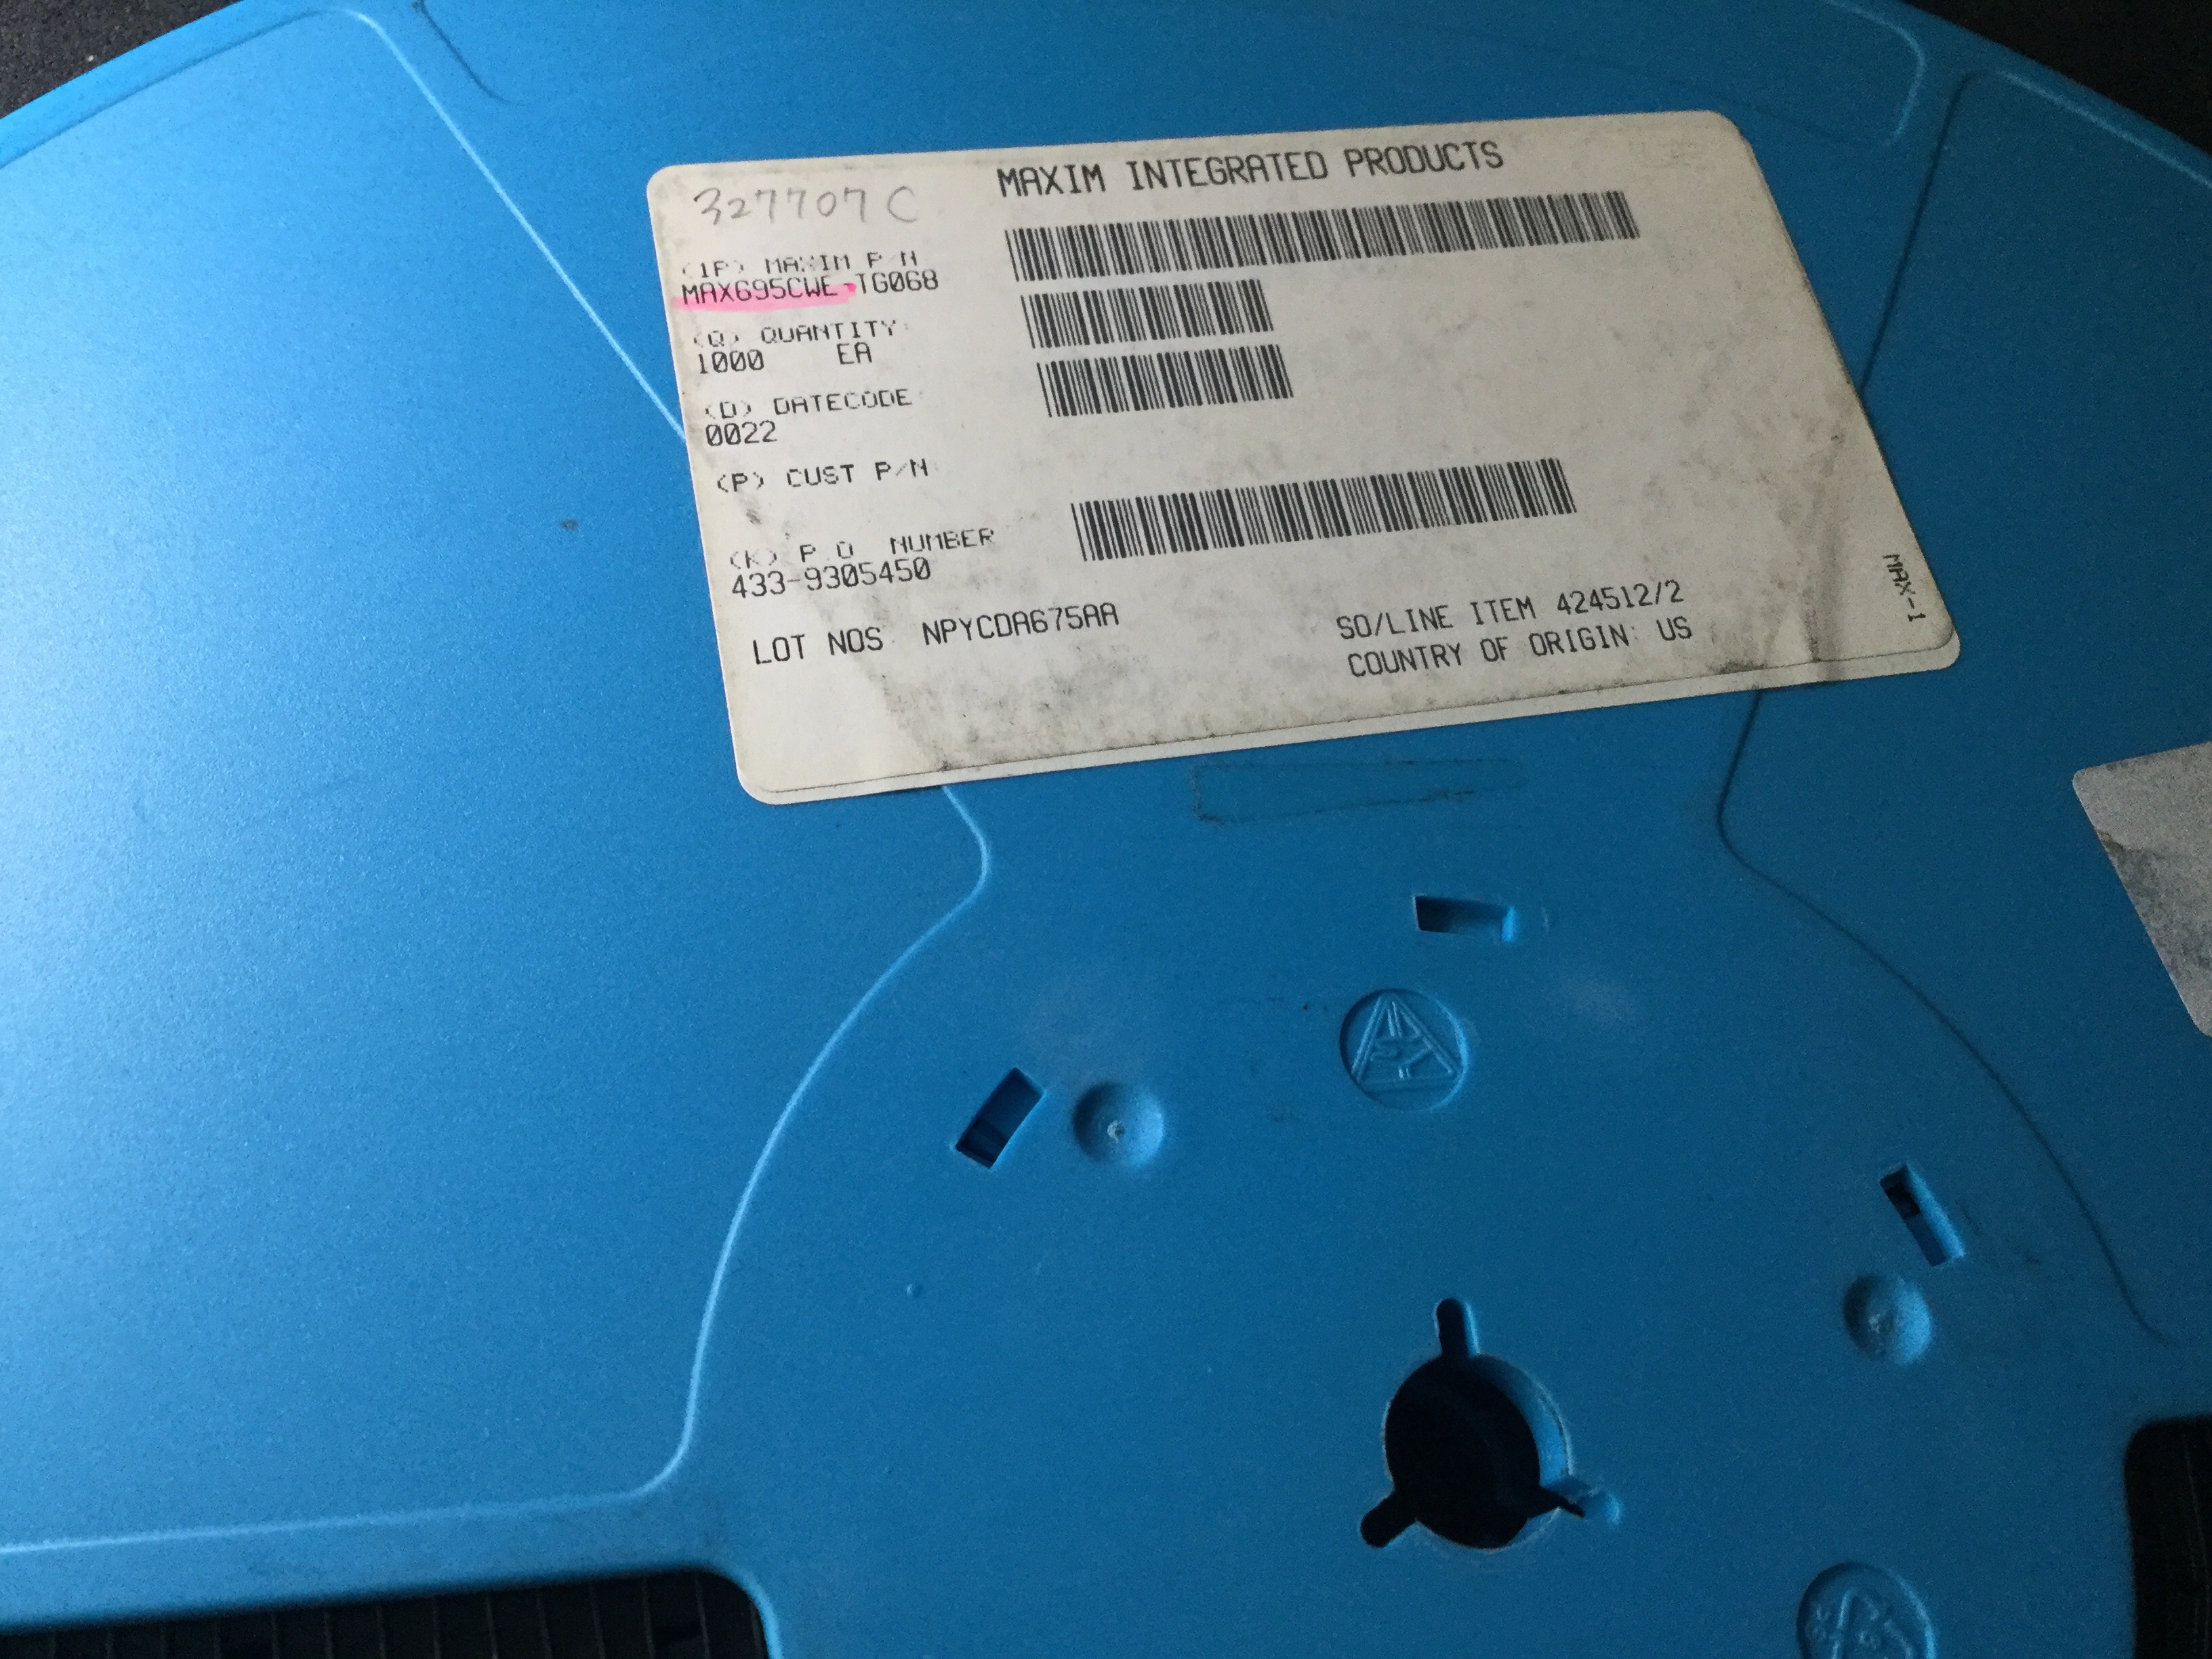 327707C
MAXIM INTEGRATED PRODUCTS
(1P) MAXIM P/N
MAX695CWE-TG068
(Q) QUANTITY:
1000 EA
(D) DATECODE:
0022
(P) CUST P/N:
(K) P.O. NUMBER
433-9305450
LOT NOS: NPYCDA675AA
SO/LINE ITEM 424512/2
COUNTRY OF ORIGIN: US
MAX-1